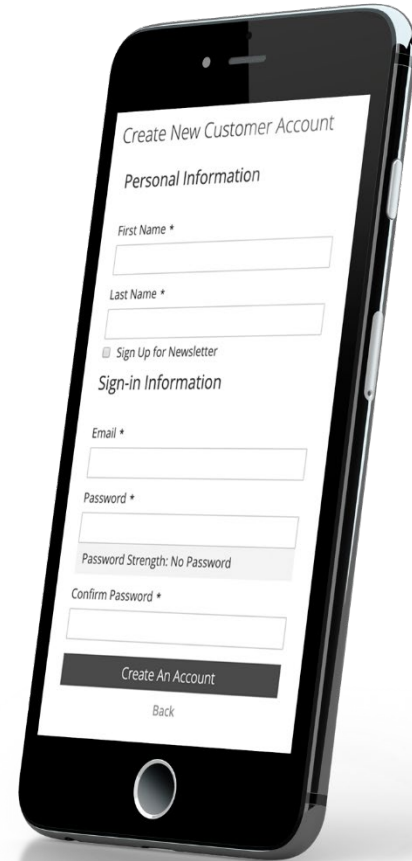 Create New Customer Account
Personal Information
First Name *
Last Name *
Sign Up for Newsletter
Sign-in Information
Email *
Password *
Password Strength: No Password
Confirm Password *
Create An Account
Back